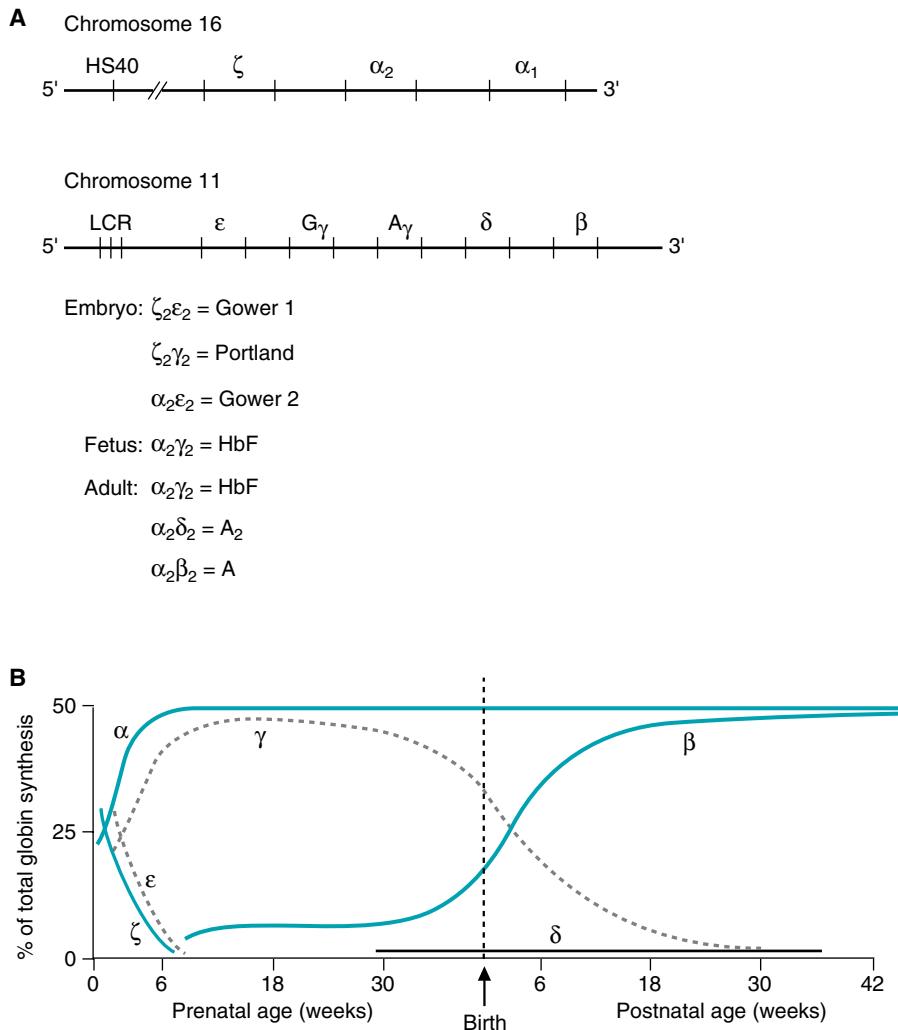 A
Chromosome 16
HS40 ζ α₂ α₁
5' 3'
Chromosome 11
LCR ε Gγ Aγ δ β
5' 3'
Embryo: ζ₂ε₂ = Gower 1
ζ₂γ₂ = Portland
α₂ε₂ = Gower 2
Fetus: α₂γ₂ = HbF
Adult: α₂γ₂ = HbF
α₂δ₂ = A₂
α₂β₂ = A
B
% of total globin synthesis
50
25
0
α
γ
β
ε
ζ
δ
0 6 18 30 6 18 30 42
Prenatal age (weeks) Postnatal age (weeks)
Birth